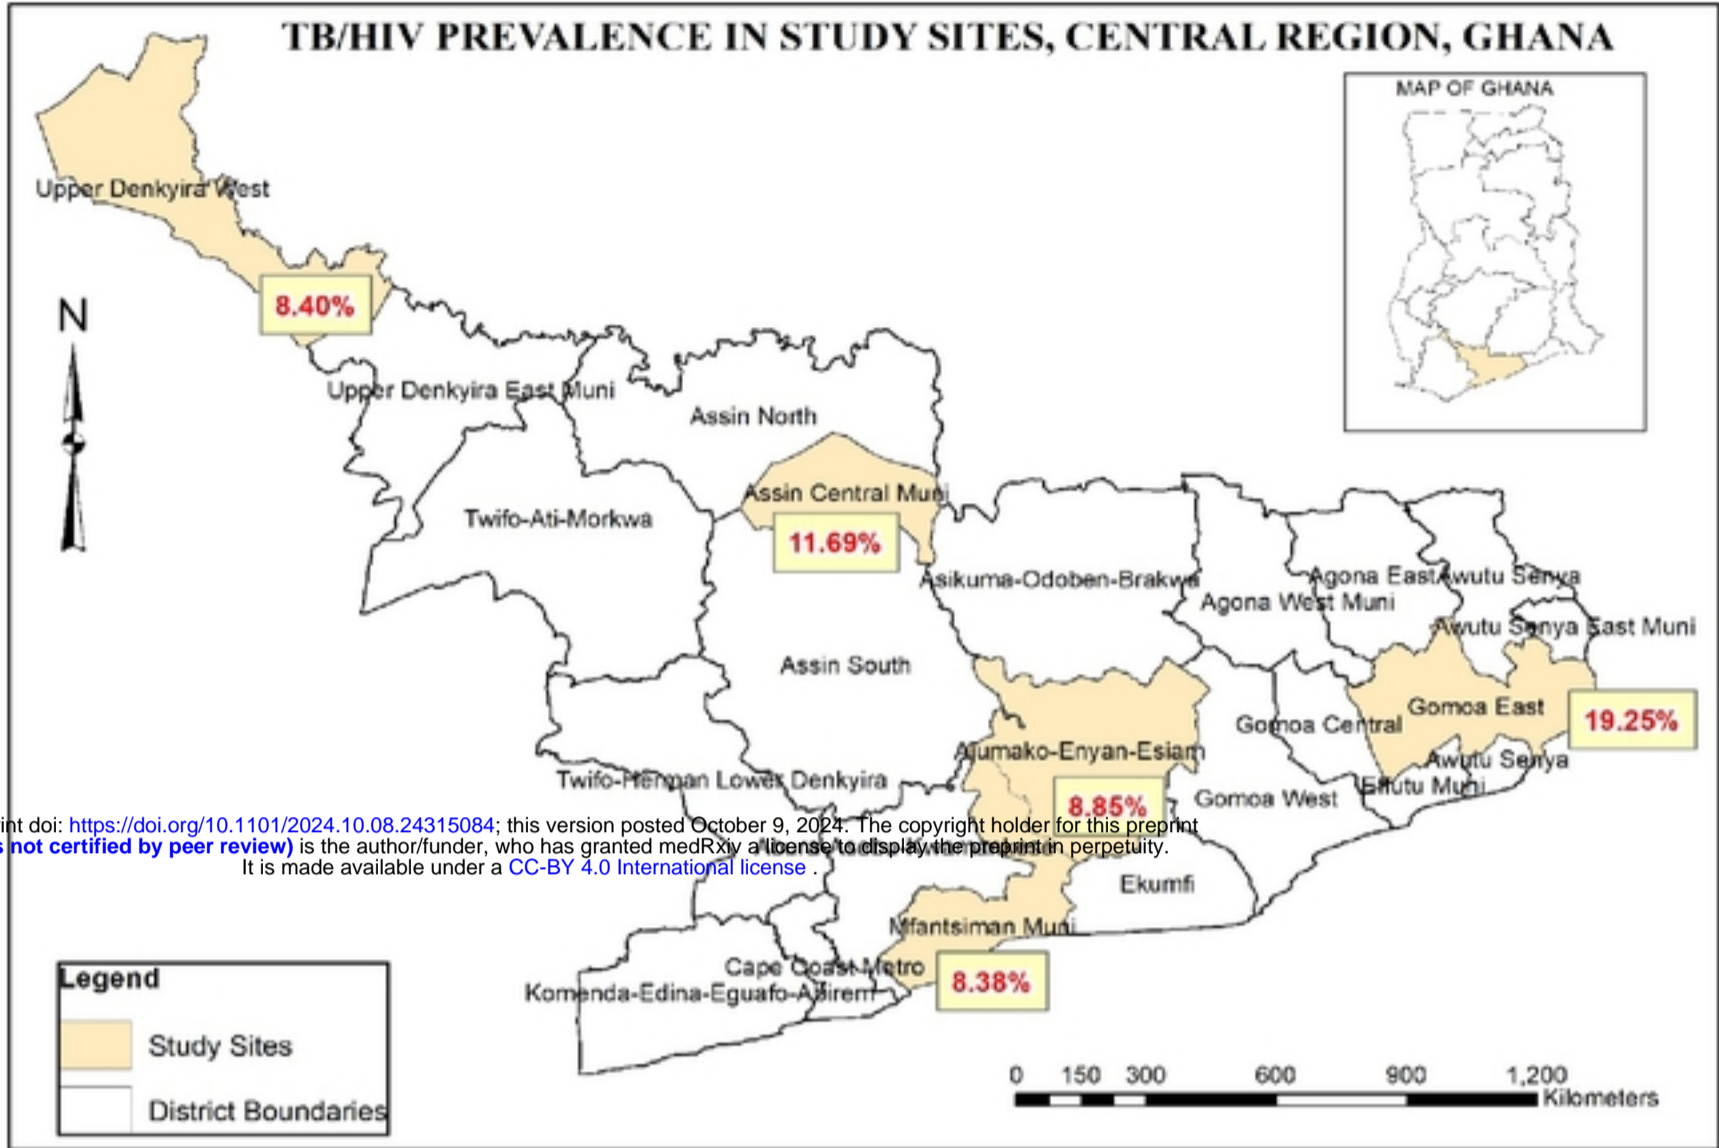 TB/HIV PREVALENCE IN STUDY SITES, CENTRAL REGION, GHANA
MAP OF GHANA
Upper Denkyira West
8.40%
N
Upper Denkyira East Muni
Assin North
Assin Central Muni
Twifo-Ati-Morkwa
11.69%
Asikuma-Odoben-Brakwa
Agona East
Awutu Senya
Agona West Muni
Awutu Senya East Muni
Assin South
Gomoa East
19.25%
Gomoa Central
Ajumako-Enyan-Esiam
Awutu Senya
Twifo-Herman Lower Denkyira
Effutu Muni
Gomoa West
8.85%
int doi: https://doi.org/10.1101/2024.10.08.24315084; this version posted October 9, 2024. The copyright holder for this preprint
s not certified by peer review) is the author/funder, who has granted medRxiv a license to display the preprint in perpetuity.
It is made available under a CC-BY 4.0 International license .
Ekumfi
Mfantsiman Muni
Cape Coast Metro
8.38%
Komenda-Edina-Eguafo-Abirem
Legend
Study Sites
District Boundaries
0 150 300 600 900 1,200
Kilometers